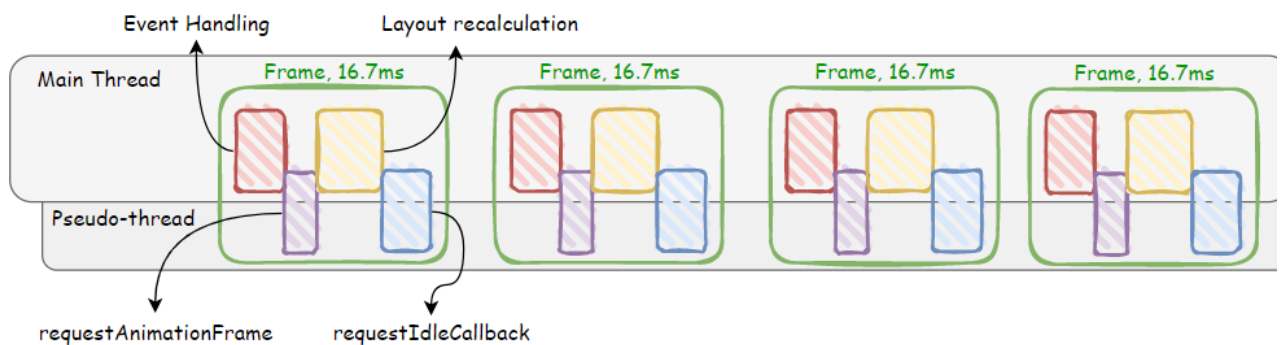 Event Handling
Layout recalculation
Main Thread
Frame, 16.7ms
Frame, 16.7ms
Frame, 16.7ms
Frame, 16.7ms
Pseudo-thread
requestAnimationFrame
requestIdleCallback